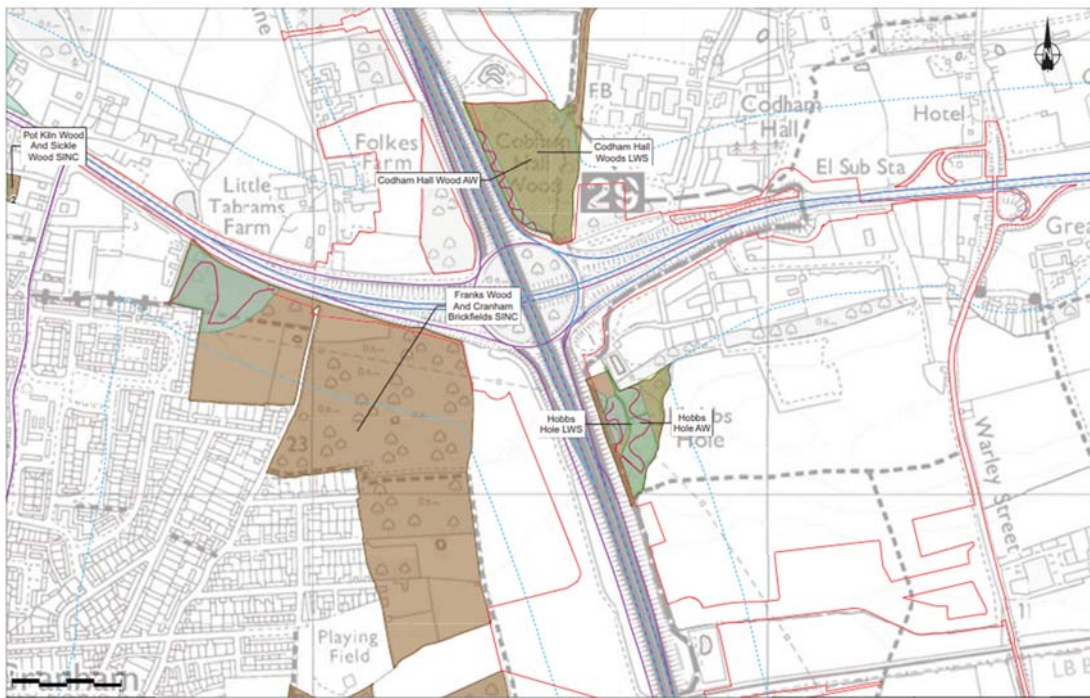 N
FB
Codham
Hall
Hotel
El Sub Sta
Pot Kiln Wood
And Sickle
Wood SINC
Folkes
Farm
Codham Hall Wood AW
Codham Hall
Woods LWS
29
Little
Tabrams
Farm
Franks Wood
And Cranham
Brickfields SINC
Hobbs
Hole LWS
Hobbs
Hole AW
Hole
Warley Street
23
Playing
Field
LB